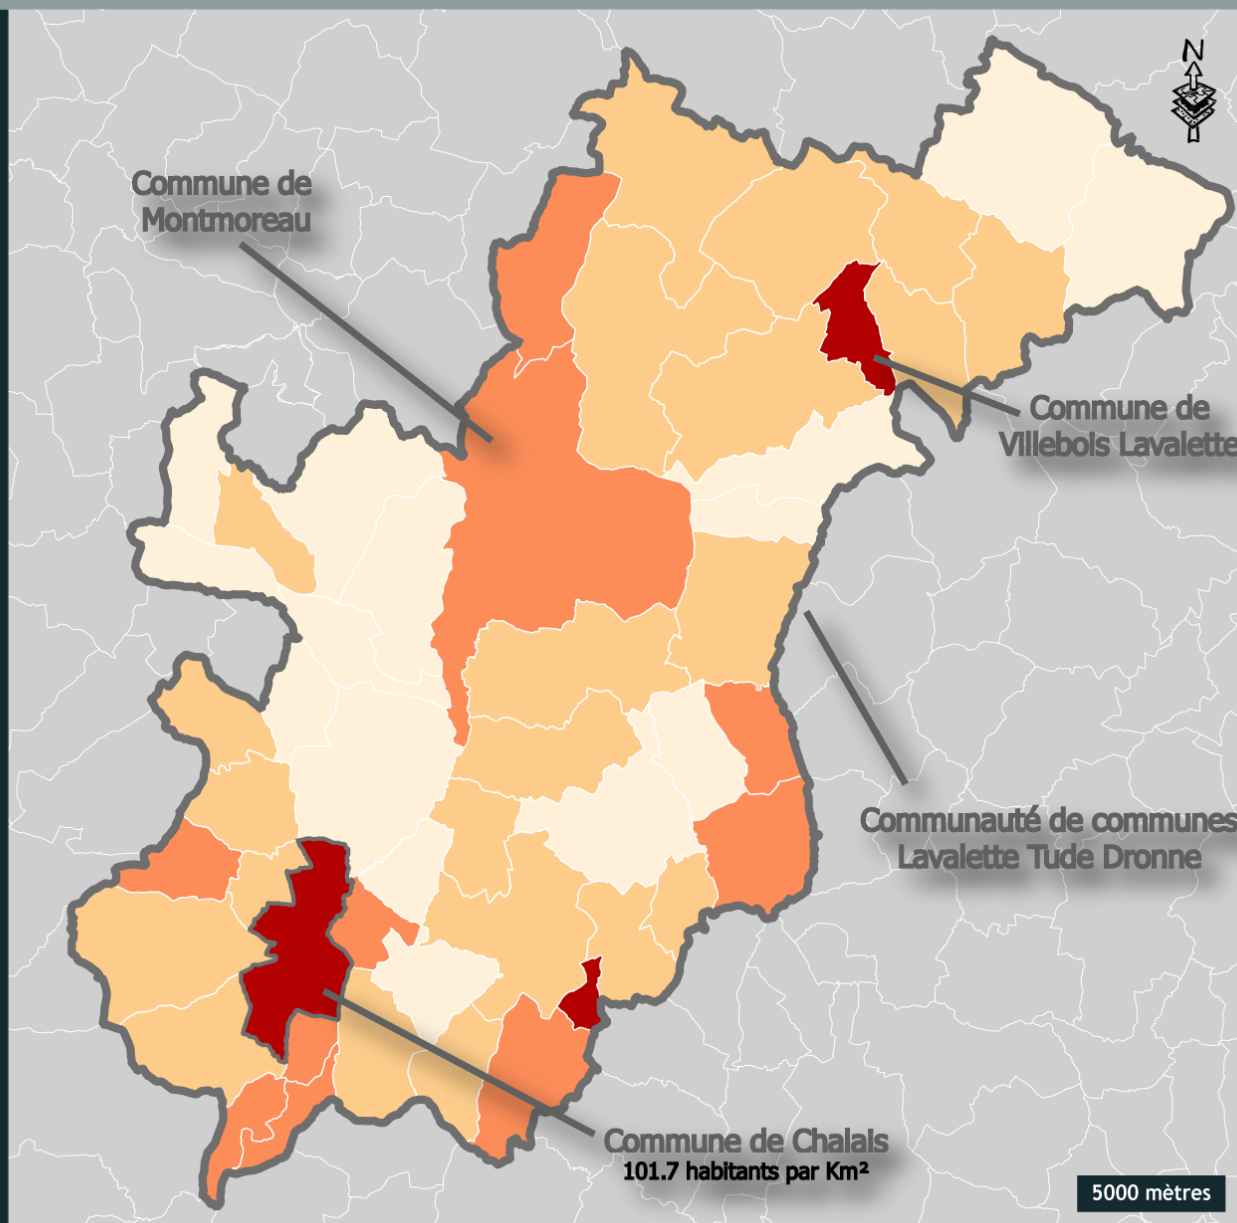 N
Commune de
Montmoreau
Commune de
Villebois Lavalette
Communauté de communes
Lavalette Tude Dronne
Commune de Chalais
101.7 habitants par Km²
5000 mètres